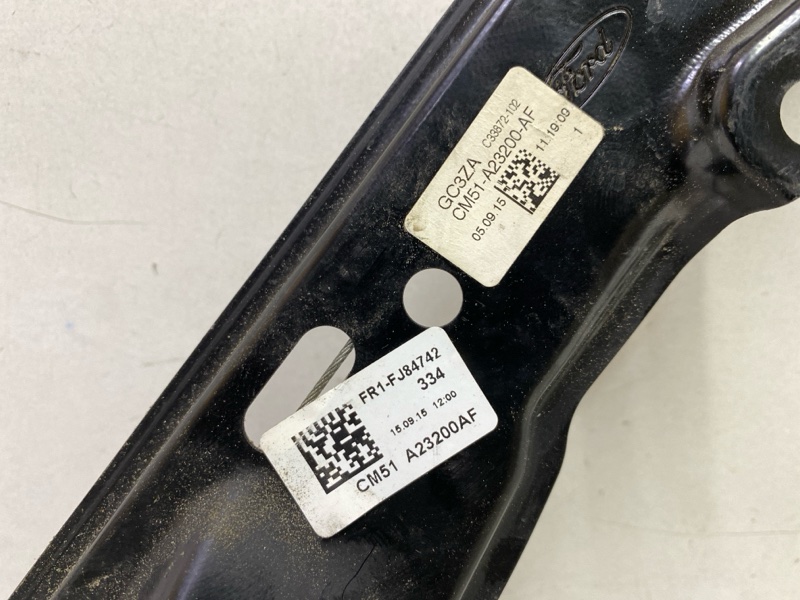 Ford
C33872-102
GC3ZA
CM51-A23200-AF
05.09.15
11:19:09
1
FR1-FJ84742
334
15.09.15 12:00
CM51 A23200AF